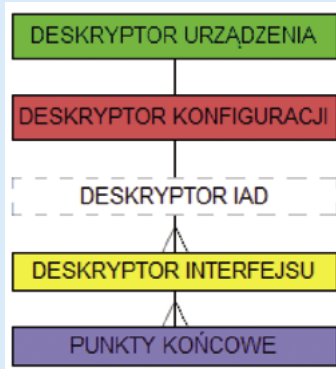 DESKRYPTOR URZĄDZENIA
DESKRYPTOR KONFIGURACJI
DESKRYPTOR IAD
DESKRYPTOR INTERFEJSU
PUNKTY KOŃCOWE